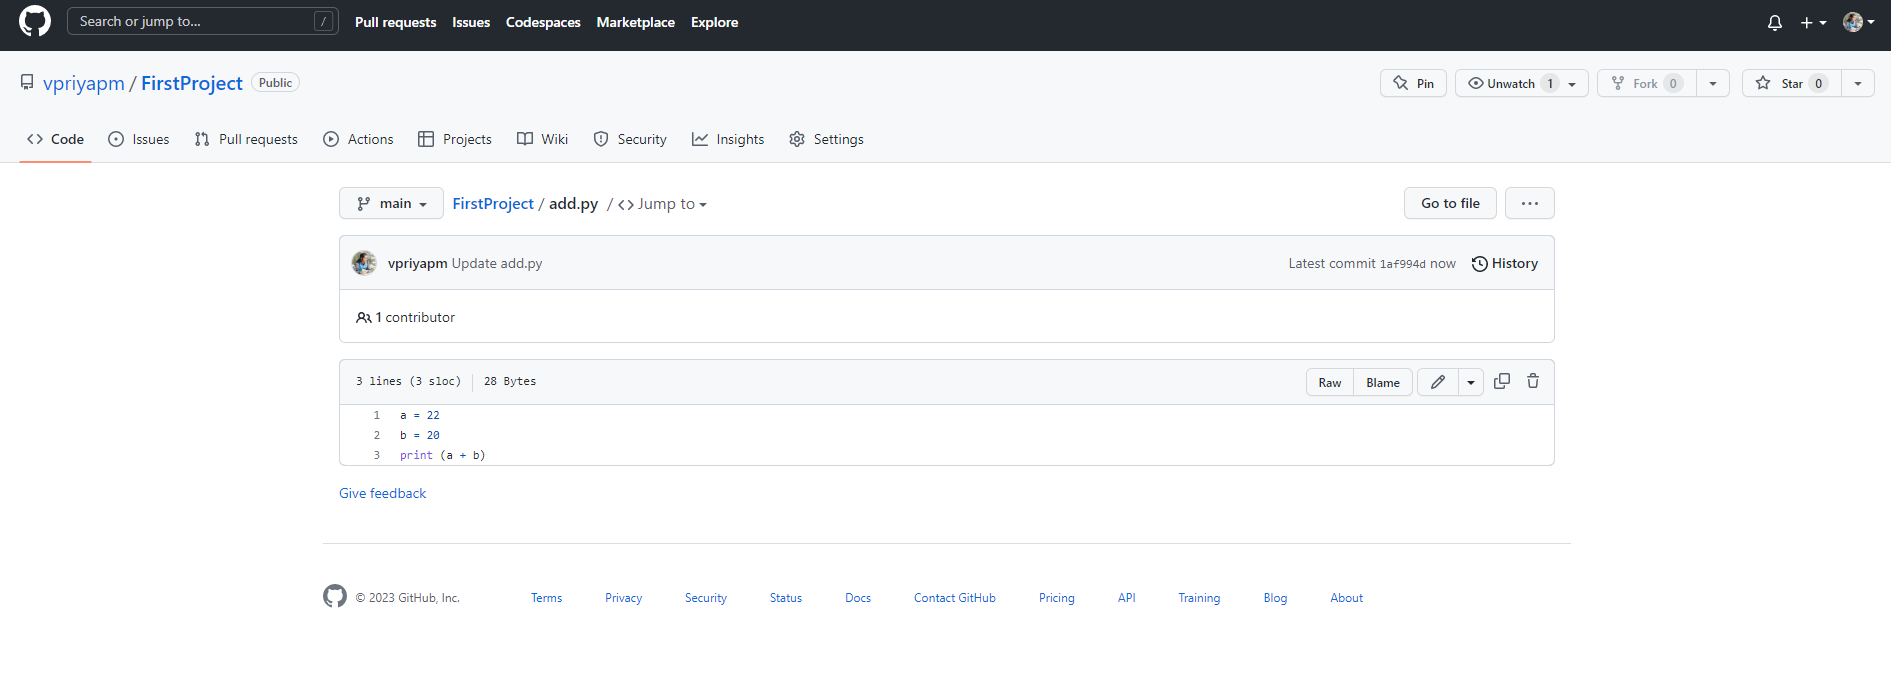 Search or jump to... / Pull requests Issues Codespaces Marketplace Explore
vpriyapm / FirstProject Public Pin Unwatch 1 Fork 0 Star 0
Code Issues Pull requests Actions Projects Wiki Security Insights Settings
main FirstProject / add.py / <> Jump to Go to file ...
vpriyapm Update add.py Latest commit 1af994d now History
1 contributor
3 lines (3 sloc) 28 Bytes Raw Blame
1 a = 22
2 b = 20
3 print (a + b)
Give feedback
© 2023 GitHub, Inc. Terms Privacy Security Status Docs Contact GitHub Pricing API Training Blog About